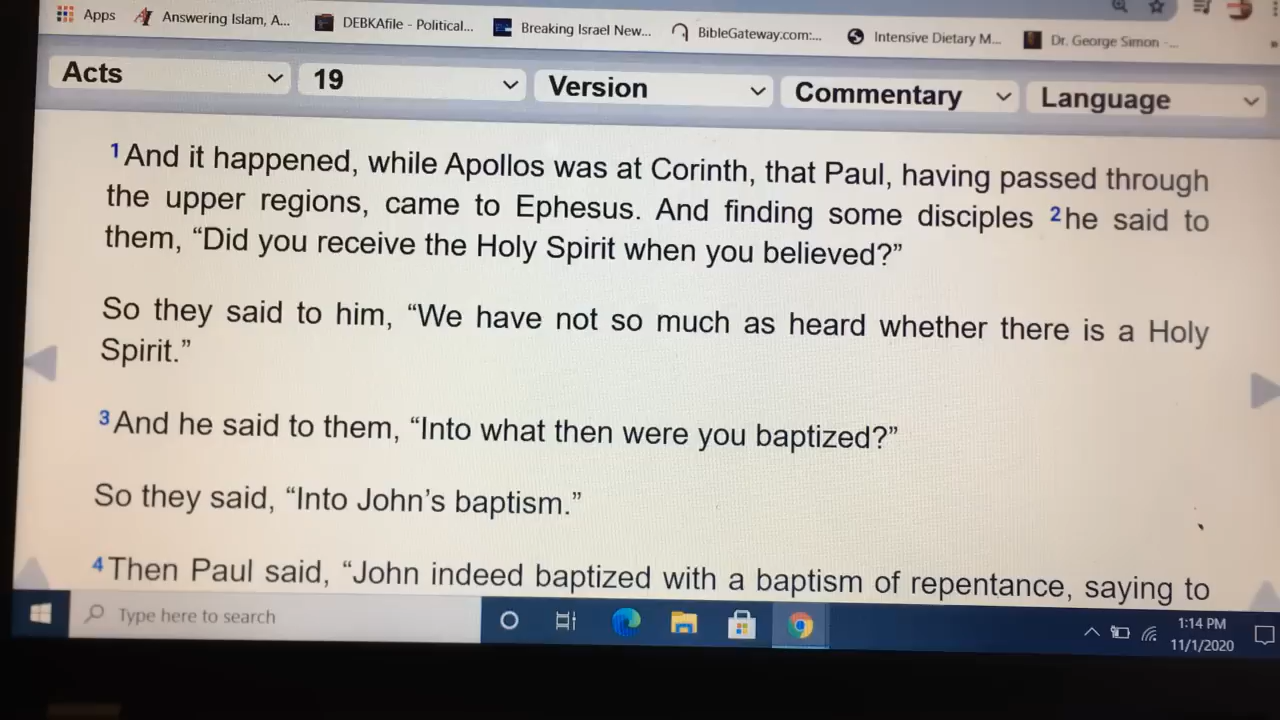 Apps Answering Islam, A... DEBKAfile - Political... Breaking Israel New... BibleGateway.com:... Intensive Dietary M... Dr. George Simon -...
Acts 19 Version Commentary Language
1 And it happened, while Apollos was at Corinth, that Paul, having passed through
the upper regions, came to Ephesus. And finding some disciples 2 he said to
them, “Did you receive the Holy Spirit when you believed?”
So they said to him, “We have not so much as heard whether there is a Holy
Spirit.”
3 And he said to them, “Into what then were you baptized?”
So they said, “Into John’s baptism.”
4 Then Paul said, “John indeed baptized with a baptism of repentance, saying to
Type here to search
1:14 PM
11/1/2020